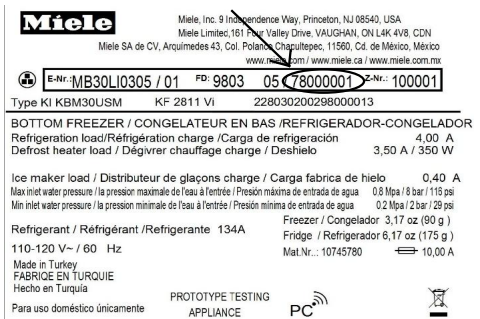 Miele
Miele, Inc. 9 Independence Way, Princeton, NJ 08540, USA
Miele Limited,161 Four Valley Drive, VAUGHAN, ON L4K 4V8, CDN
Miele SA de CV, Arquímedes 43, Col. Polanco Chapultepec, 11560, Cd. de México, México
www.miele.com / www.miele.ca / www.miele.com.mx
E-Nr.: MB30LI0305 / 01 FD: 9803 05 78000001 Z-Nr.: 100001
Type KI KBM30USM KF 2811 Vi 228030200298000013
BOTTOM FREEZER / CONGELATEUR EN BAS /REFRIGERADOR-CONGELADOR
Refrigeration load/Réfrigération charge /Carga de refrigeración 4,00 A
Defrost heater load / Dégivrer chauffage charge / Deshielo 3,50 A / 350 W
Ice maker load / Distributeur de glaçons charge / Carga fabrica de hielo 0,40 A
Max inlet water pressure / la pression maximale de l'eau à l'entrée / Presión máxima de entrada de agua 0,8 Mpa / 8 bar / 116 psi
Min inlet water pressure / la pression minimale de l'eau à l'entrée / Presión mínima de entrada de agua 0,2 Mpa / 2 bar / 29 psi
Freezer / Congelador 3,17 oz (90 g )
Refrigerant / Réfrigérant /Refrigerante 134A
Fridge / Refrigerador 6,17 oz (175 g )
110-120 V~ / 60 Hz
Mat.Nr..: 10745780 10,00 A
Made in Turkey
FABRIQE EN TURQUIE
Hecho en Turquía
Para uso doméstico únicamente
PROTOTYPE TESTING
APPLIANCE
PC